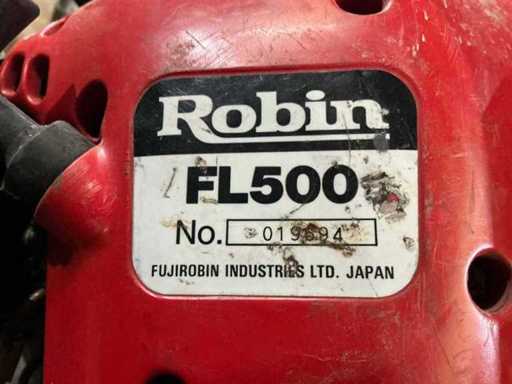 Robin
FL500
No.
FUJIROBIN INDUSTRIES LTD. JAPAN